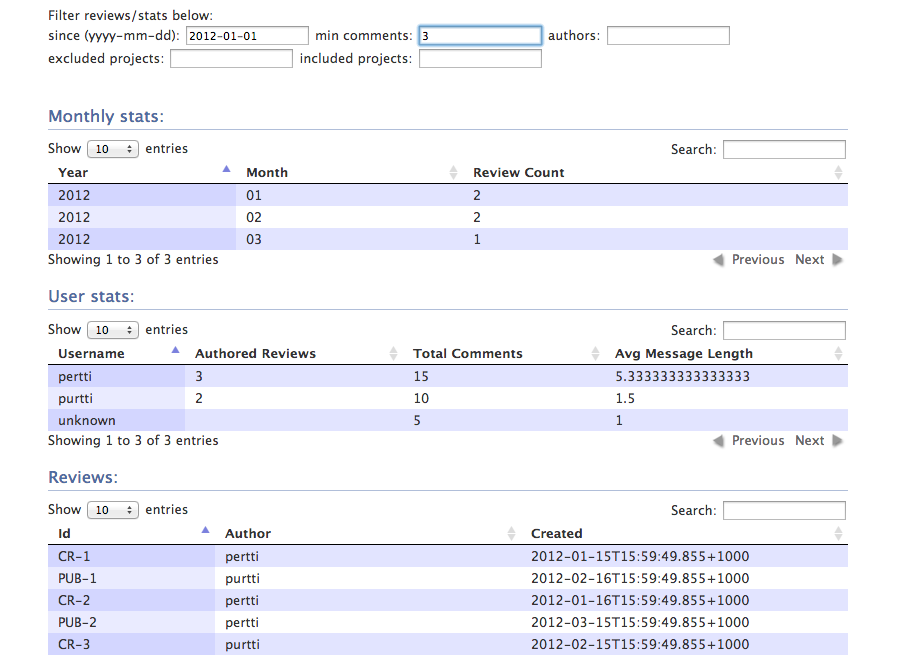 Filter reviews/stats below:
since (yyyy-mm-dd): 2012-01-01 min comments: 3 authors:
excluded projects: included projects:
Monthly stats:
Show 10 entries Search:
Year Month Review Count
2012 01 2
2012 02 2
2012 03 1
Showing 1 to 3 of 3 entries Previous Next
User stats:
Show 10 entries Search:
Username Authored Reviews Total Comments Avg Message Length
pertti 3 15 5.333333333333333
purtti 2 10 1.5
unknown 5 1
Showing 1 to 3 of 3 entries Previous Next
Reviews:
Show 10 entries Search:
Id Author Created
CR-1 pertti 2012-01-15T15:59:49.855+1000
PUB-1 purtti 2012-02-16T15:59:49.855+1000
CR-2 pertti 2012-01-16T15:59:49.855+1000
PUB-2 pertti 2012-03-15T15:59:49.855+1000
CR-3 purtti 2012-02-15T15:59:49.855+1000